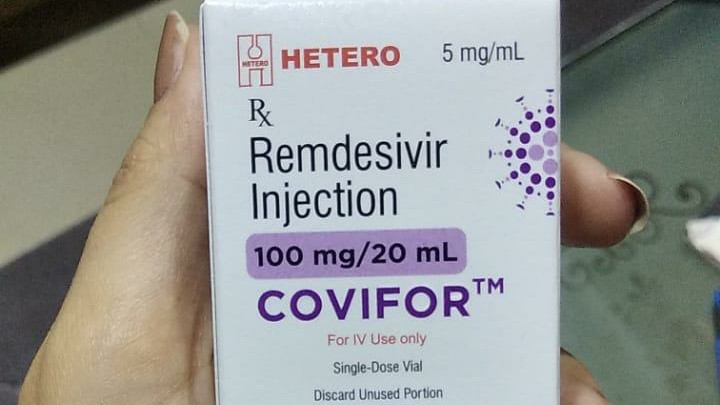 HETERO
HETERO
5 mg/mL
Rx
Remdesivir
Injection
100 mg/20 mL
COVIFOR™
For IV Use only
Single-Dose Vial
Discard Unused Portion